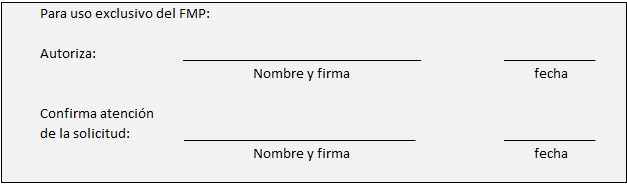 Para uso exclusivo del FMP:
Autoriza:
Nombre y firma fecha
Confirma atención
de la solicitud:
Nombre y firma fecha